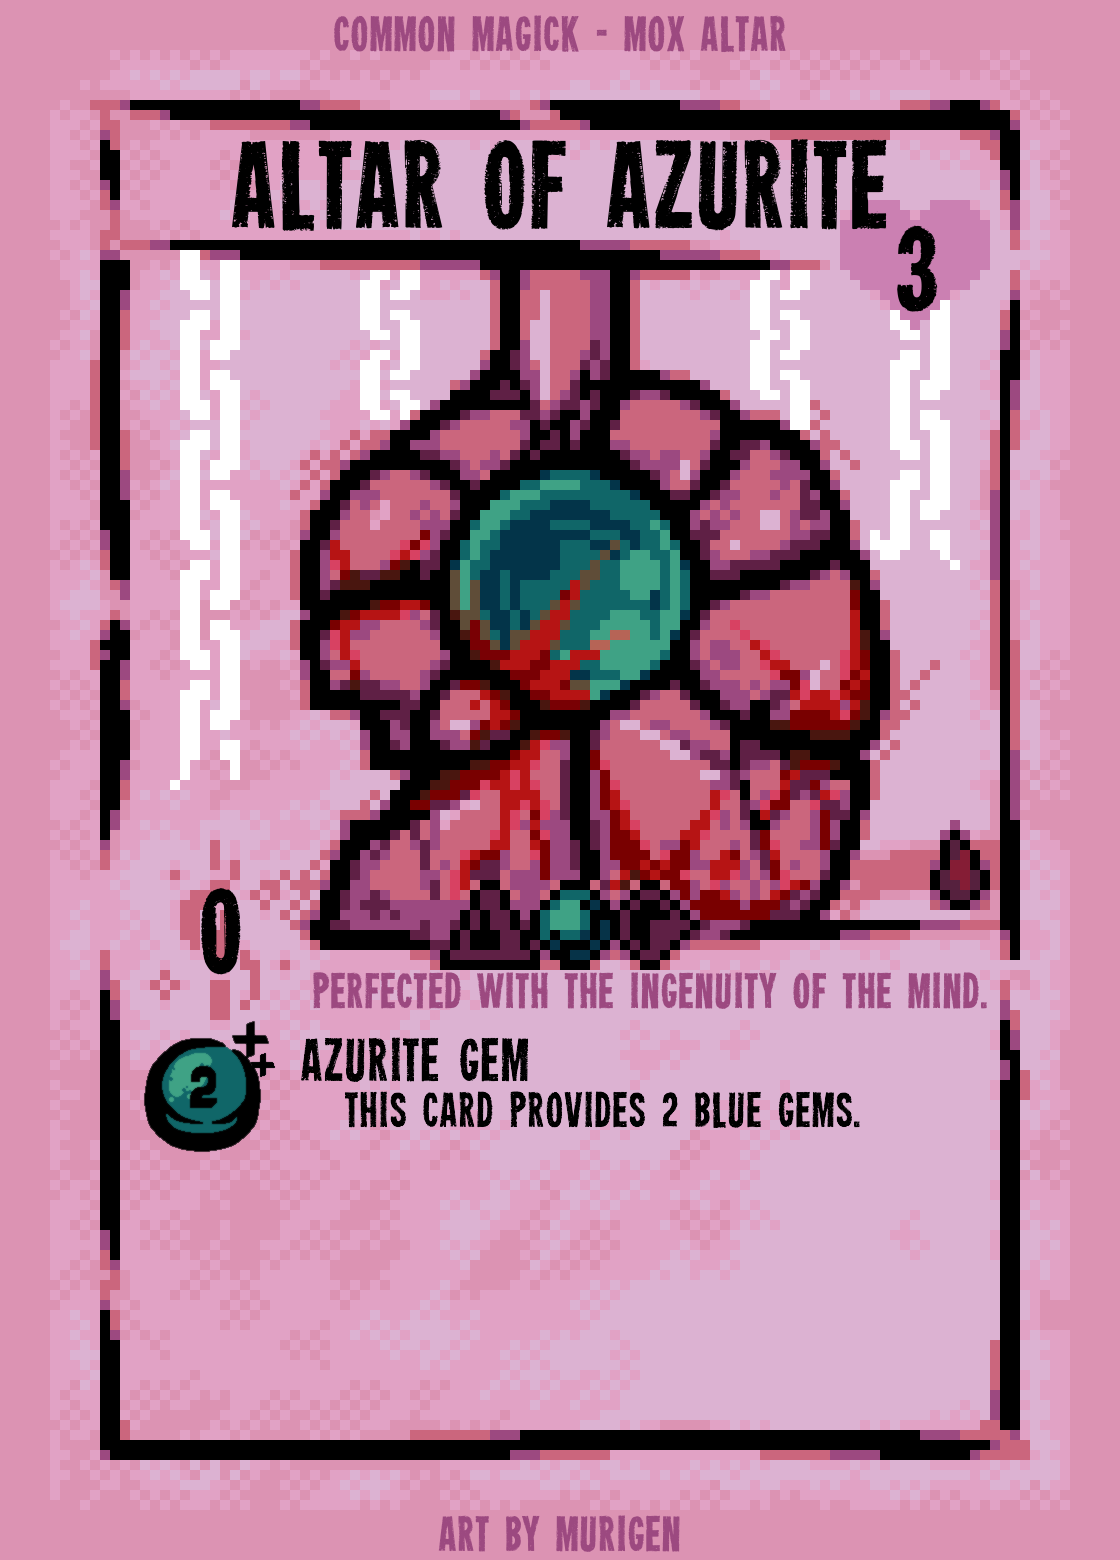 COMMON MAGICK - MOX ALTAR
ALTAR OF AZURITE
3
0
PERFECTED WITH THE INGENUITY OF THE MIND.
2
AZURITE GEM
THIS CARD PROVIDES 2 BLUE GEMS.
ART BY MURIGEN